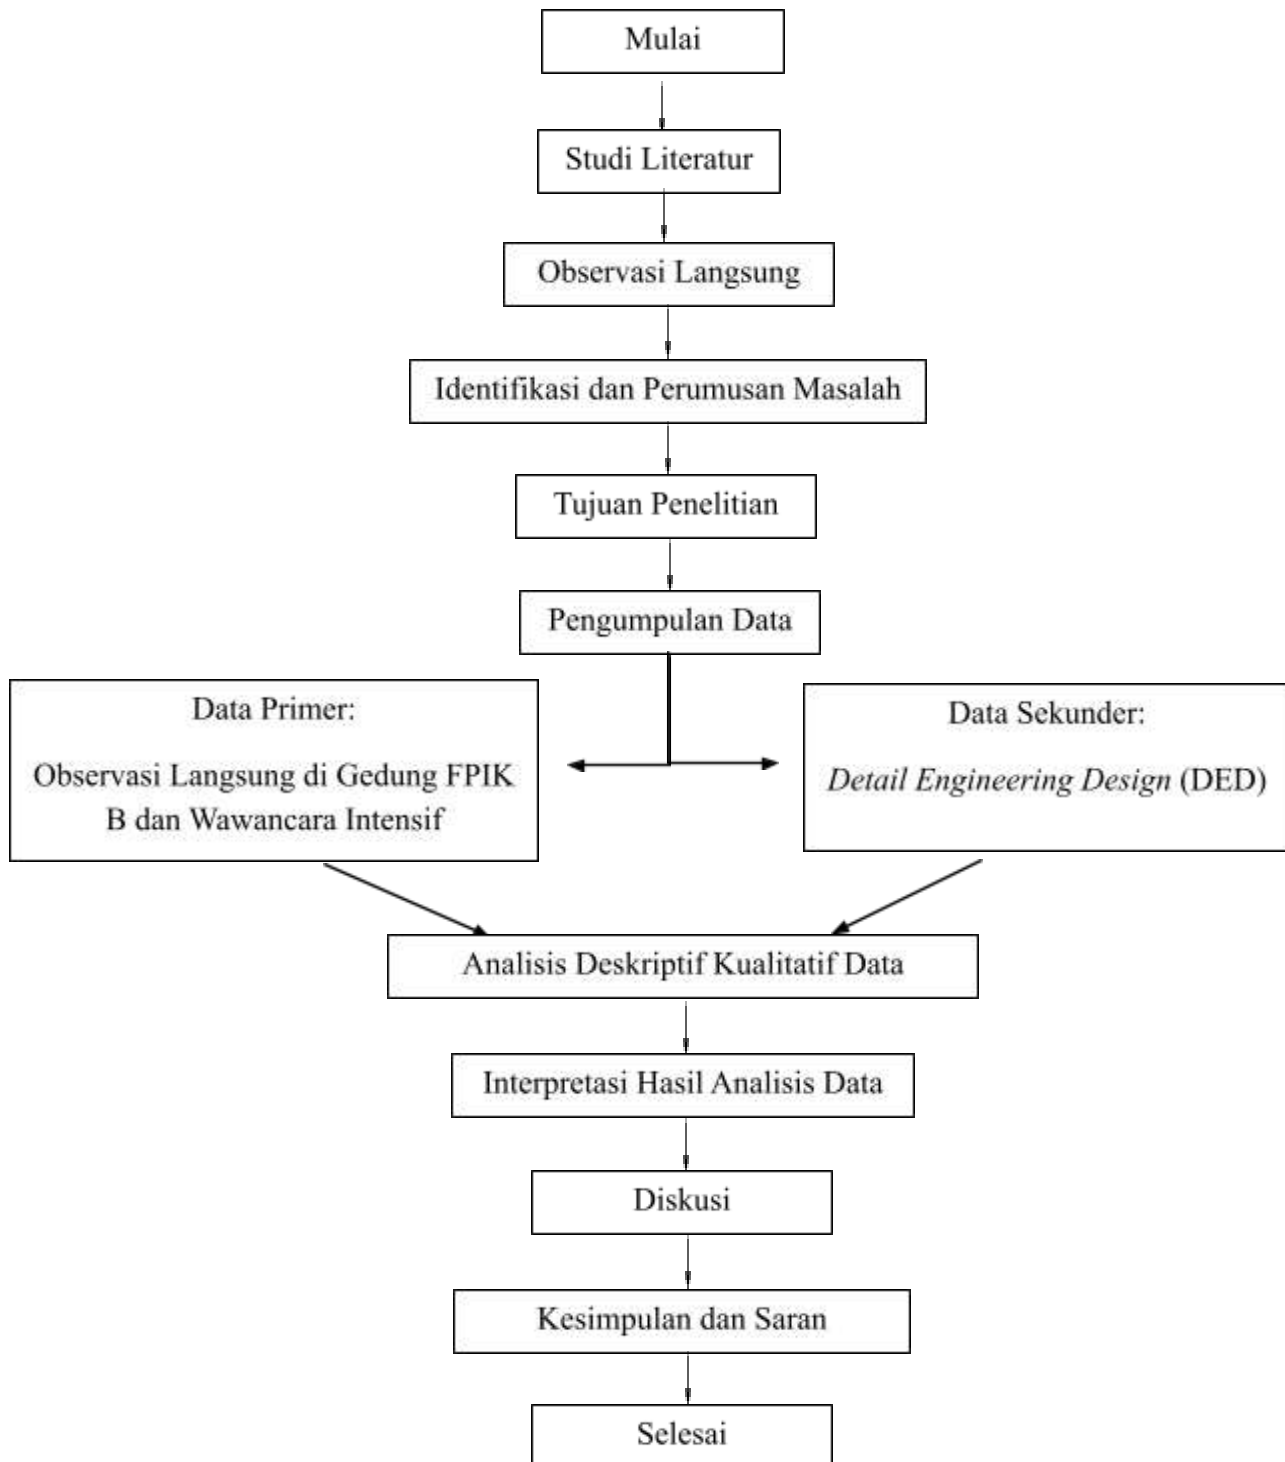 Mulai
Studi Literatur
Observasi Langsung
Identifikasi dan Perumusan Masalah
Tujuan Penelitian
Pengumpulan Data
Data Primer:
Observasi Langsung di Gedung FPIK
B dan Wawancara Intensif
Data Sekunder:
Detail Engineering Design (DED)
Analisis Deskriptif Kualitatif Data
Interpretasi Hasil Analisis Data
Diskusi
Kesimpulan dan Saran
Selesai